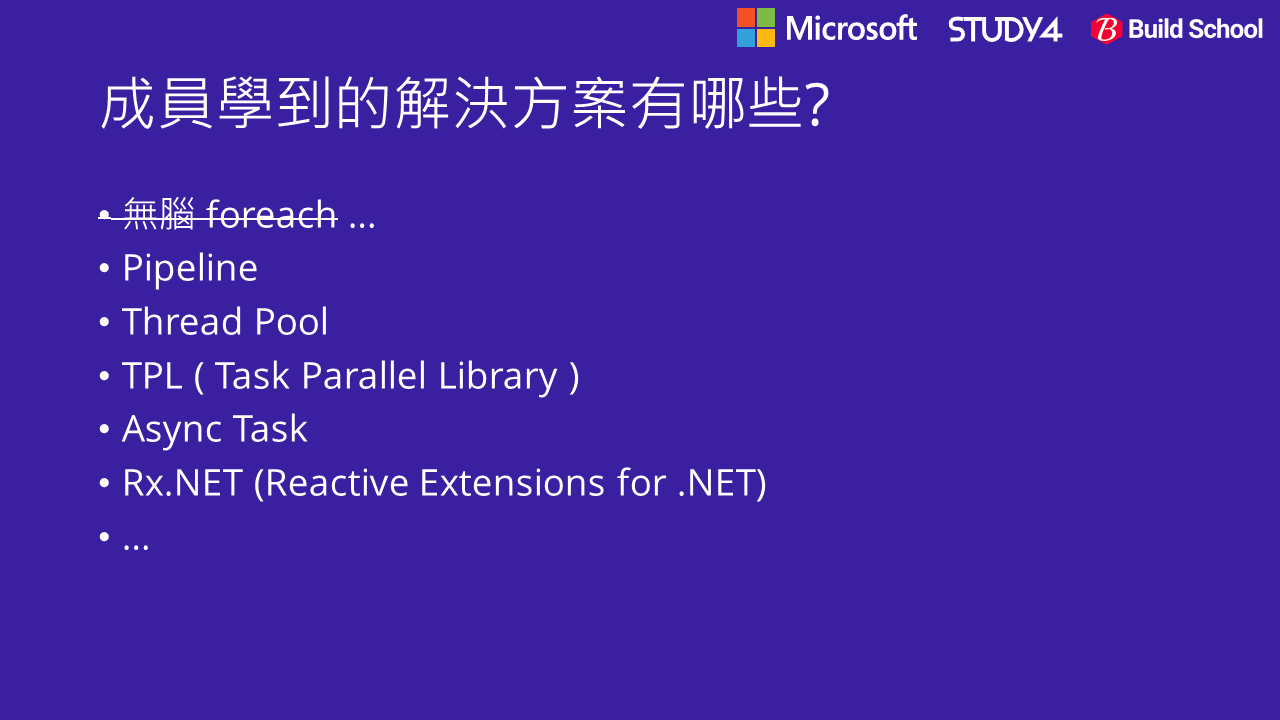 Microsoft STUDY4 Build School
成員學到的解決方案有哪些?
• 無腦 foreach ...
• Pipeline
• Thread Pool
• TPL ( Task Parallel Library )
• Async Task
• Rx.NET (Reactive Extensions for .NET)
• ...